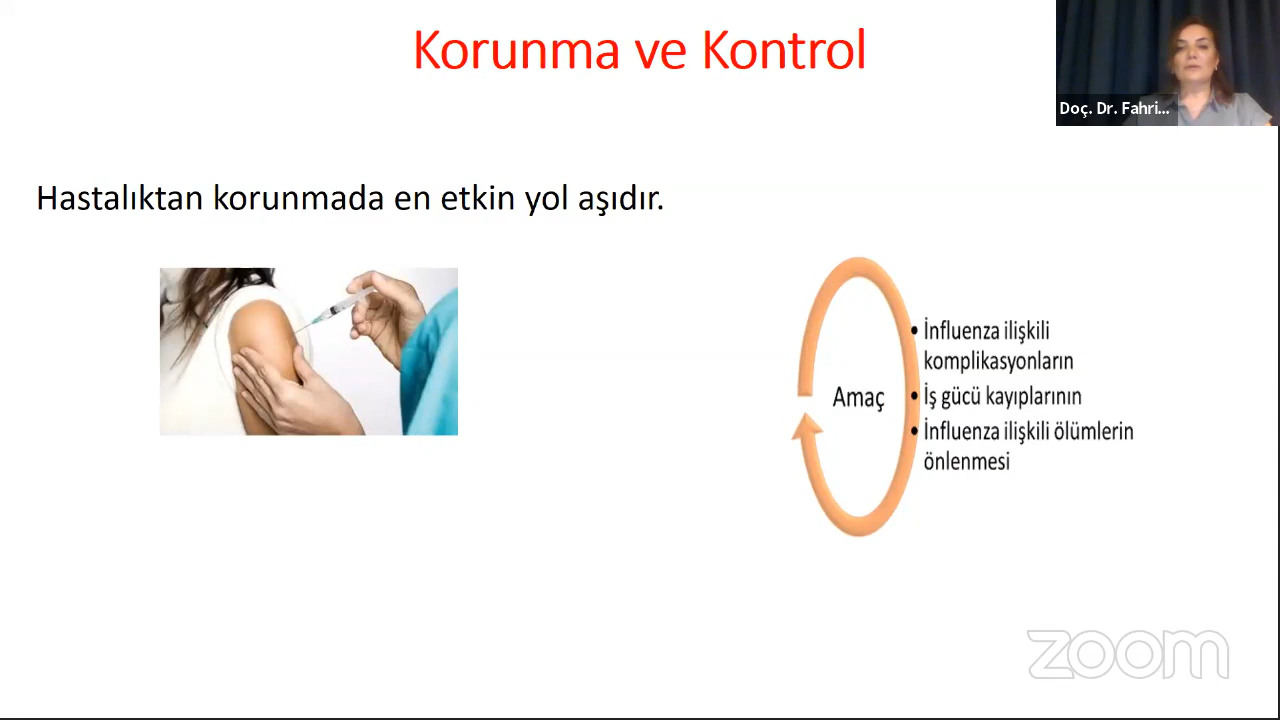 Korunma ve Kontrol
Doç. Dr. Fahri...
Hastalıktan korunmada en etkin yol aşıdır.
Amaç
• İnfluenza ilişkili
komplikasyonların
• İş gücü kayıplarının
• İnfluenza ilişkili ölümlerin
önlenmesi
zoom